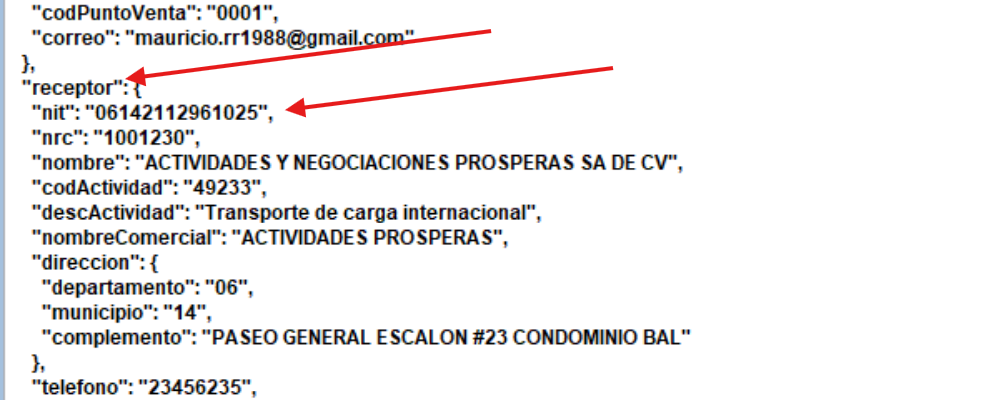 "codPuntoVenta": "0001",
"correo": "mauricio.rr1988@gmail.com"
},
"receptor": {
"nit": "06142112961025",
"nrc": "1001230",
"nombre": "ACTIVIDADES Y NEGOCIACIONES PROSPERAS SA DE CV",
"codActividad": "49233",
"descActividad": "Transporte de carga internacional",
"nombreComercial": "ACTIVIDADES PROSPERAS",
"direccion": {
"departamento": "06",
"municipio": "14",
"complemento": "PASEO GENERAL ESCALON #23 CONDOMINIO BAL"
},
"telefono": "23456235",